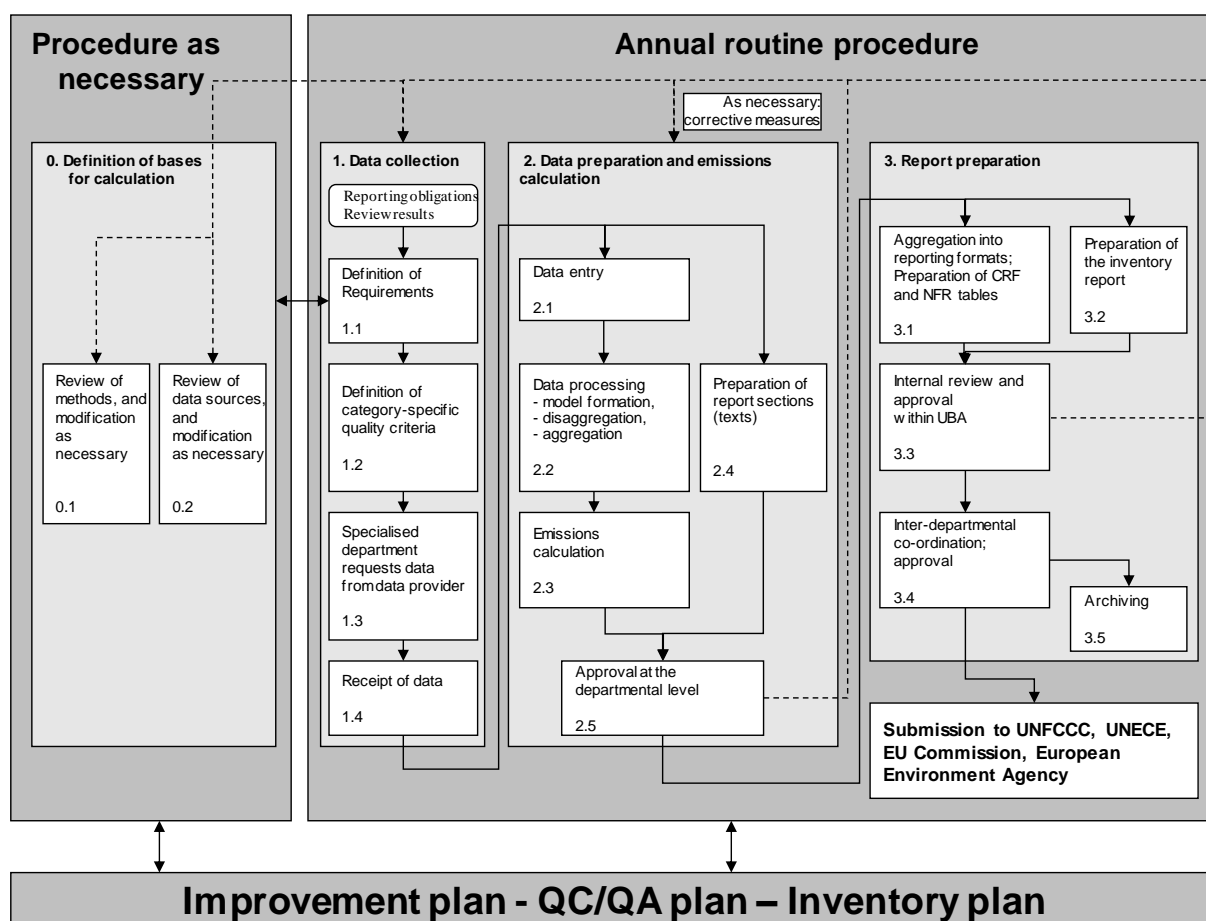 Procedure as
necessary
Annual routine procedure
As necessary:
corrective measures
0. Definition of bases
for calculation
Review of
methods, and
modification
as
necessary
0.1
Review of
data sources,
and
modification
as necessary
0.2
1. Data collection
Reporting obligations
Review results
Definition of
Requirements
1.1
Definition of
category-specific
quality criteria
1.2
Specialised
department
requests data
from data provider
1.3
Receipt of data
1.4
2. Data preparation and emissions
calculation
Data entry
2.1
Data processing
- model formation,
- disaggregation,
- aggregation
2.2
Emissions
calculation
2.3
Preparation of
report sections
(texts)
2.4
Approval at the
departmental level
2.5
3. Report preparation
Aggregation into
reporting formats;
Preparation of CRF
and NFR tables
3.1
Preparation of
the inventory
report
3.2
Internal review and
approval
within UBA
3.3
Inter-departmental
co-ordination;
approval
3.4
Archiving
3.5
Submission to UNFCCC, UNECE,
EU Commission, European
Environment Agency
Improvement plan - QC/QA plan – Inventory plan